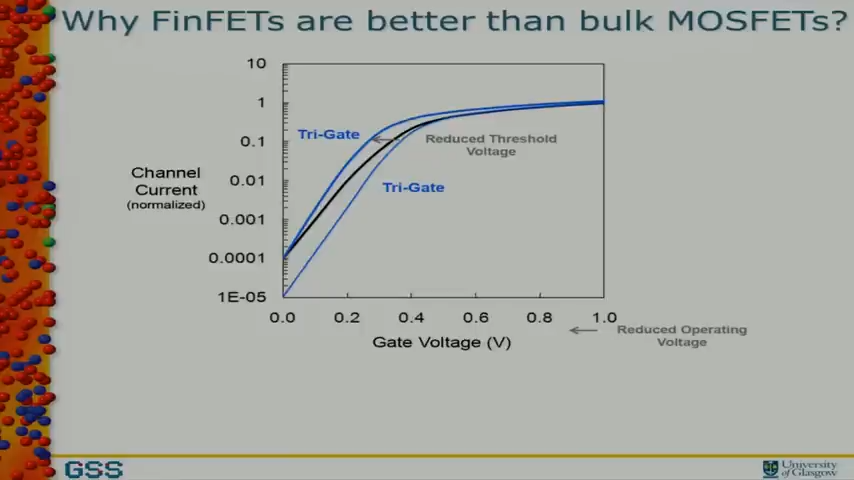 Why FinFETs are better than bulk MOSFETs?
10
1
0.1
0.01
0.001
0.0001
1E-05
Channel
Current
(normalized)
Tri-Gate
Reduced Threshold
Voltage
Tri-Gate
0.0
0.2
0.4
0.6
0.8
1.0
Gate Voltage (V)
Reduced Operating
Voltage
GSS
University
of Glasgow